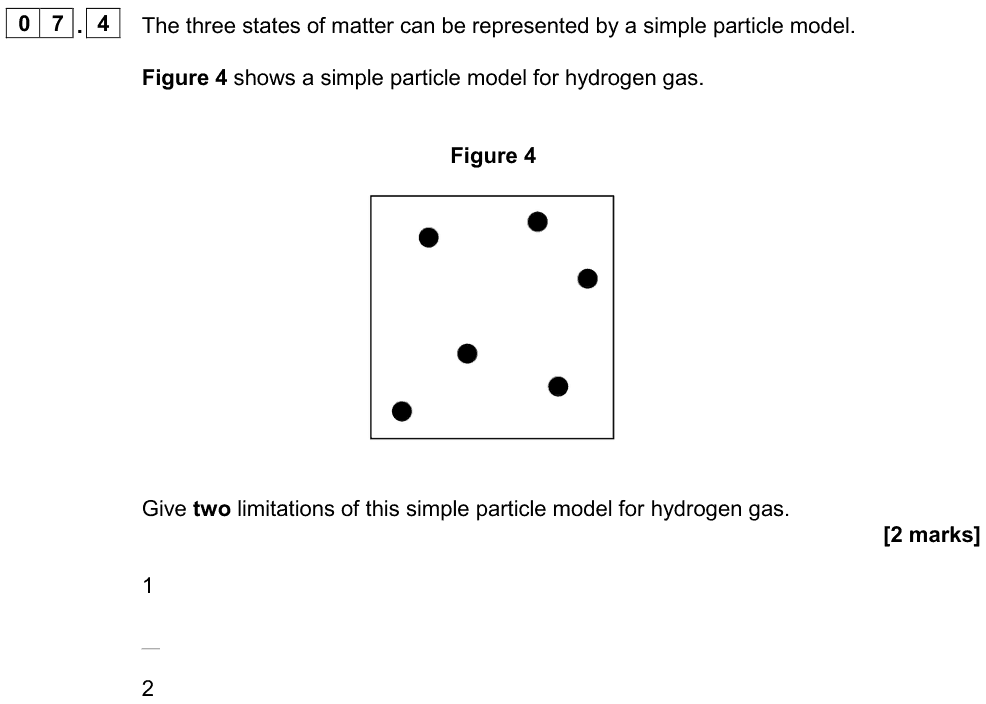 0 7 . 4 The three states of matter can be represented by a simple particle model.
Figure 4 shows a simple particle model for hydrogen gas.
Figure 4
Give two limitations of this simple particle model for hydrogen gas.
[2 marks]
1
2